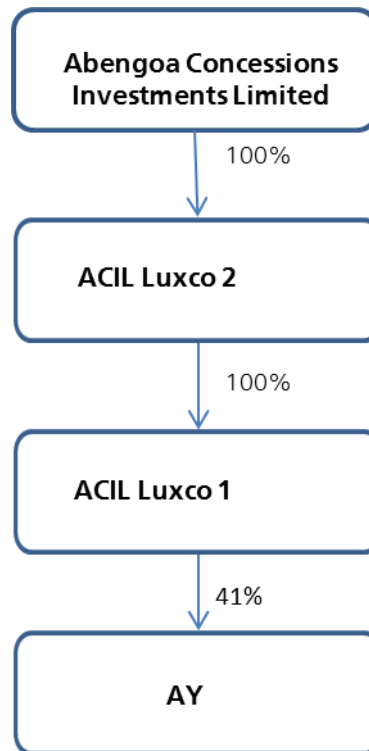 Abengoa Concessions
Investments Limited
100%
ACIL Luxco 2
100%
ACIL Luxco 1
41%
AY